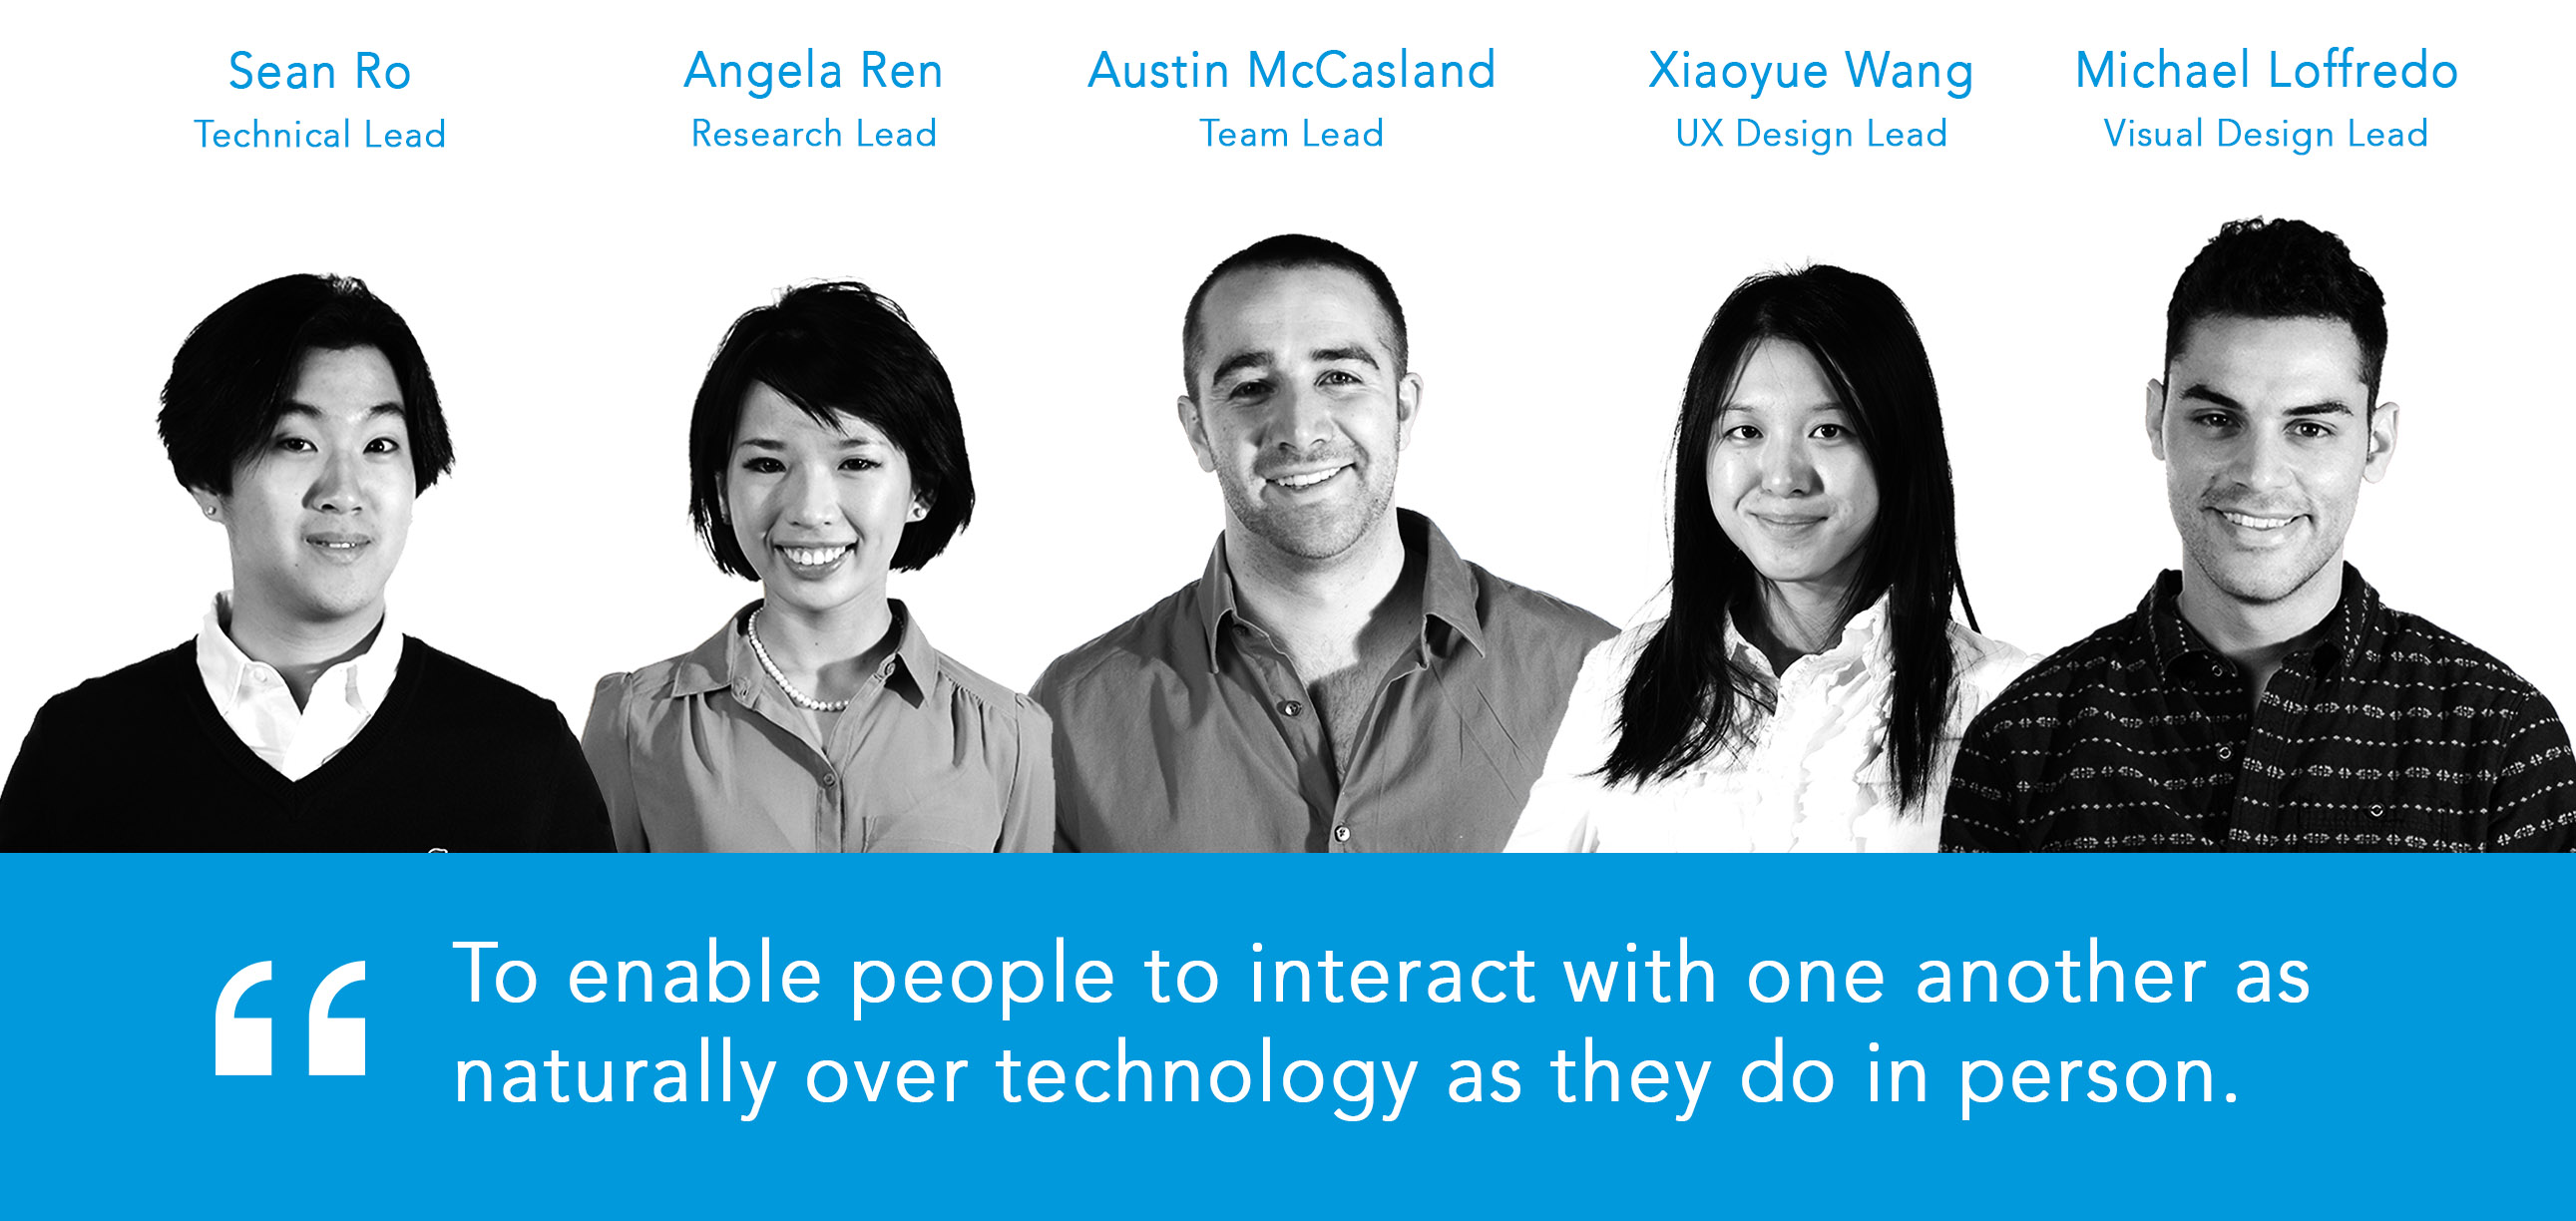 Sean Ro
Technical Lead
Angela Ren
Research Lead
Austin McCasland
Team Lead
Xiaoyue Wang
UX Design Lead
Michael Loffredo
Visual Design Lead
“ To enable people to interact with one another as
naturally over technology as they do in person.